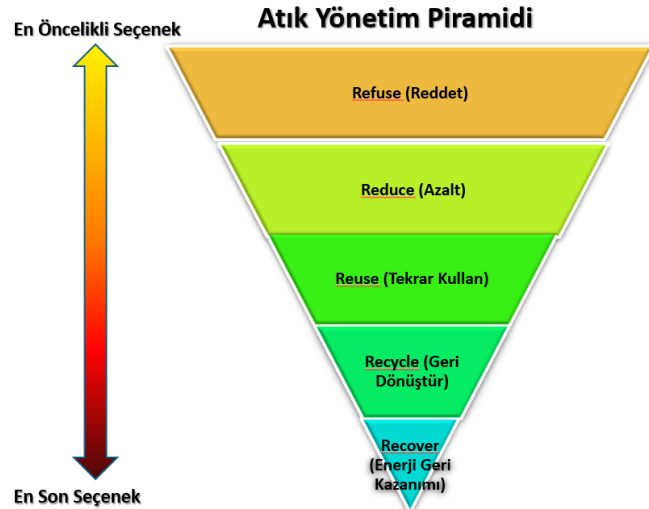 Atık Yönetim Piramidi
En Öncelikli Seçenek
Refuse (Reddet)
Reduce (Azalt)
Reuse (Tekrar Kullan)
Recycle (Geri
Dönüştür)
Recover
(Enerji Geri
Kazanımı)
En Son Seçenek